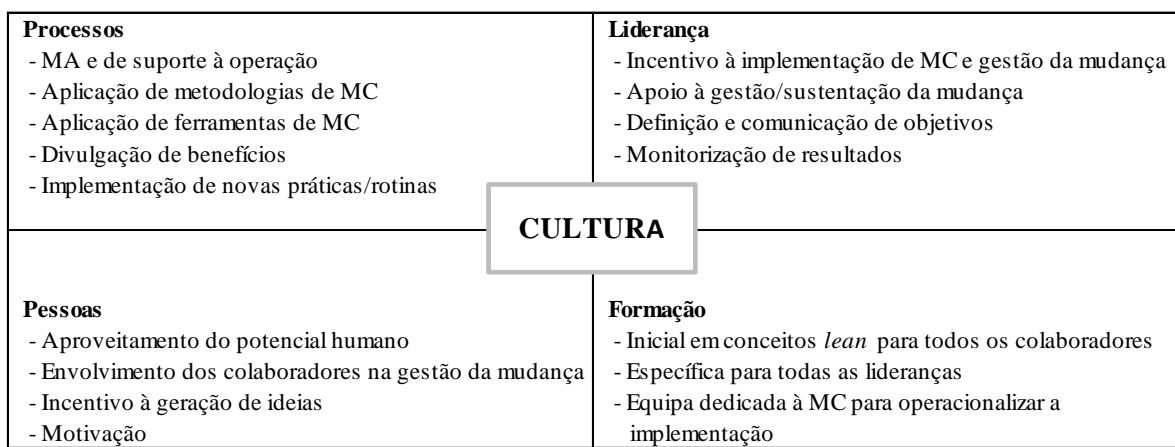 Processos
- MA e de suporte à operação
- Aplicação de metodologias de MC
- Aplicação de ferramentas de MC
- Divulgação de benefícios
- Implementação de novas práticas/rotinas
Liderança
- Incentivo à implementação de MC e gestão da mudança
- Apoio à gestão/sustentação da mudança
- Definição e comunicação de objetivos
- Monitorização de resultados
CULTURA
Pessoas
- Aproveitamento do potencial humano
- Envolvimento dos colaboradores na gestão da mudança
- Incentivo à geração de ideias
- Motivação
Formação
- Inicial em conceitos lean para todos os colaboradores
- Específica para todas as lideranças
- Equipa dedicada à MC para operacionalizar a
implementação